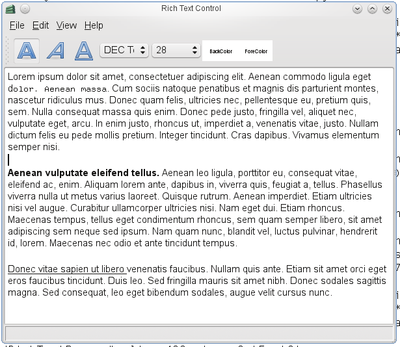 Rich Text Control
File Edit View Help
A A A DEC T 28 BackColor ForeColor
Lorem ipsum dolor sit amet, consectetuer adipiscing elit. Aenean commodo ligula eget
dolor. Aenean massa. Cum sociis natoque penatibus et magnis dis parturient montes,
nascetur ridiculus mus. Donec quam felis, ultricies nec, pellentesque eu, pretium quis,
sem. Nulla consequat massa quis enim. Donec pede justo, fringilla vel, aliquet nec,
vulputate eget, arcu. In enim justo, rhoncus ut, imperdiet a, venenatis vitae, justo. Nullam
dictum felis eu pede mollis pretium. Integer tincidunt. Cras dapibus. Vivamus elementum
semper nisi.
Aenean vulputate eleifend tellus. Aenean leo ligula, porttitor eu, consequat vitae,
eleifend ac, enim. Aliquam lorem ante, dapibus in, viverra quis, feugiat a, tellus. Phasellus
viverra nulla ut metus varius laoreet. Quisque rutrum. Aenean imperdiet. Etiam ultricies
nisi vel augue. Curabitur ullamcorper ultricies nisi. Nam eget dui. Etiam rhoncus.
Maecenas tempus, tellus eget condimentum rhoncus, sem quam semper libero, sit amet
adipiscing sem neque sed ipsum. Nam quam nunc, blandit vel, luctus pulvinar, hendrerit
id, lorem. Maecenas nec odio et ante tincidunt tempus.
Donec vitae sapien ut libero venenatis faucibus. Nullam quis ante. Etiam sit amet orci eget
eros faucibus tincidunt. Duis leo. Sed fringilla mauris sit amet nibh. Donec sodales sagittis
magna. Sed consequat, leo eget bibendum sodales, augue velit cursus nunc.